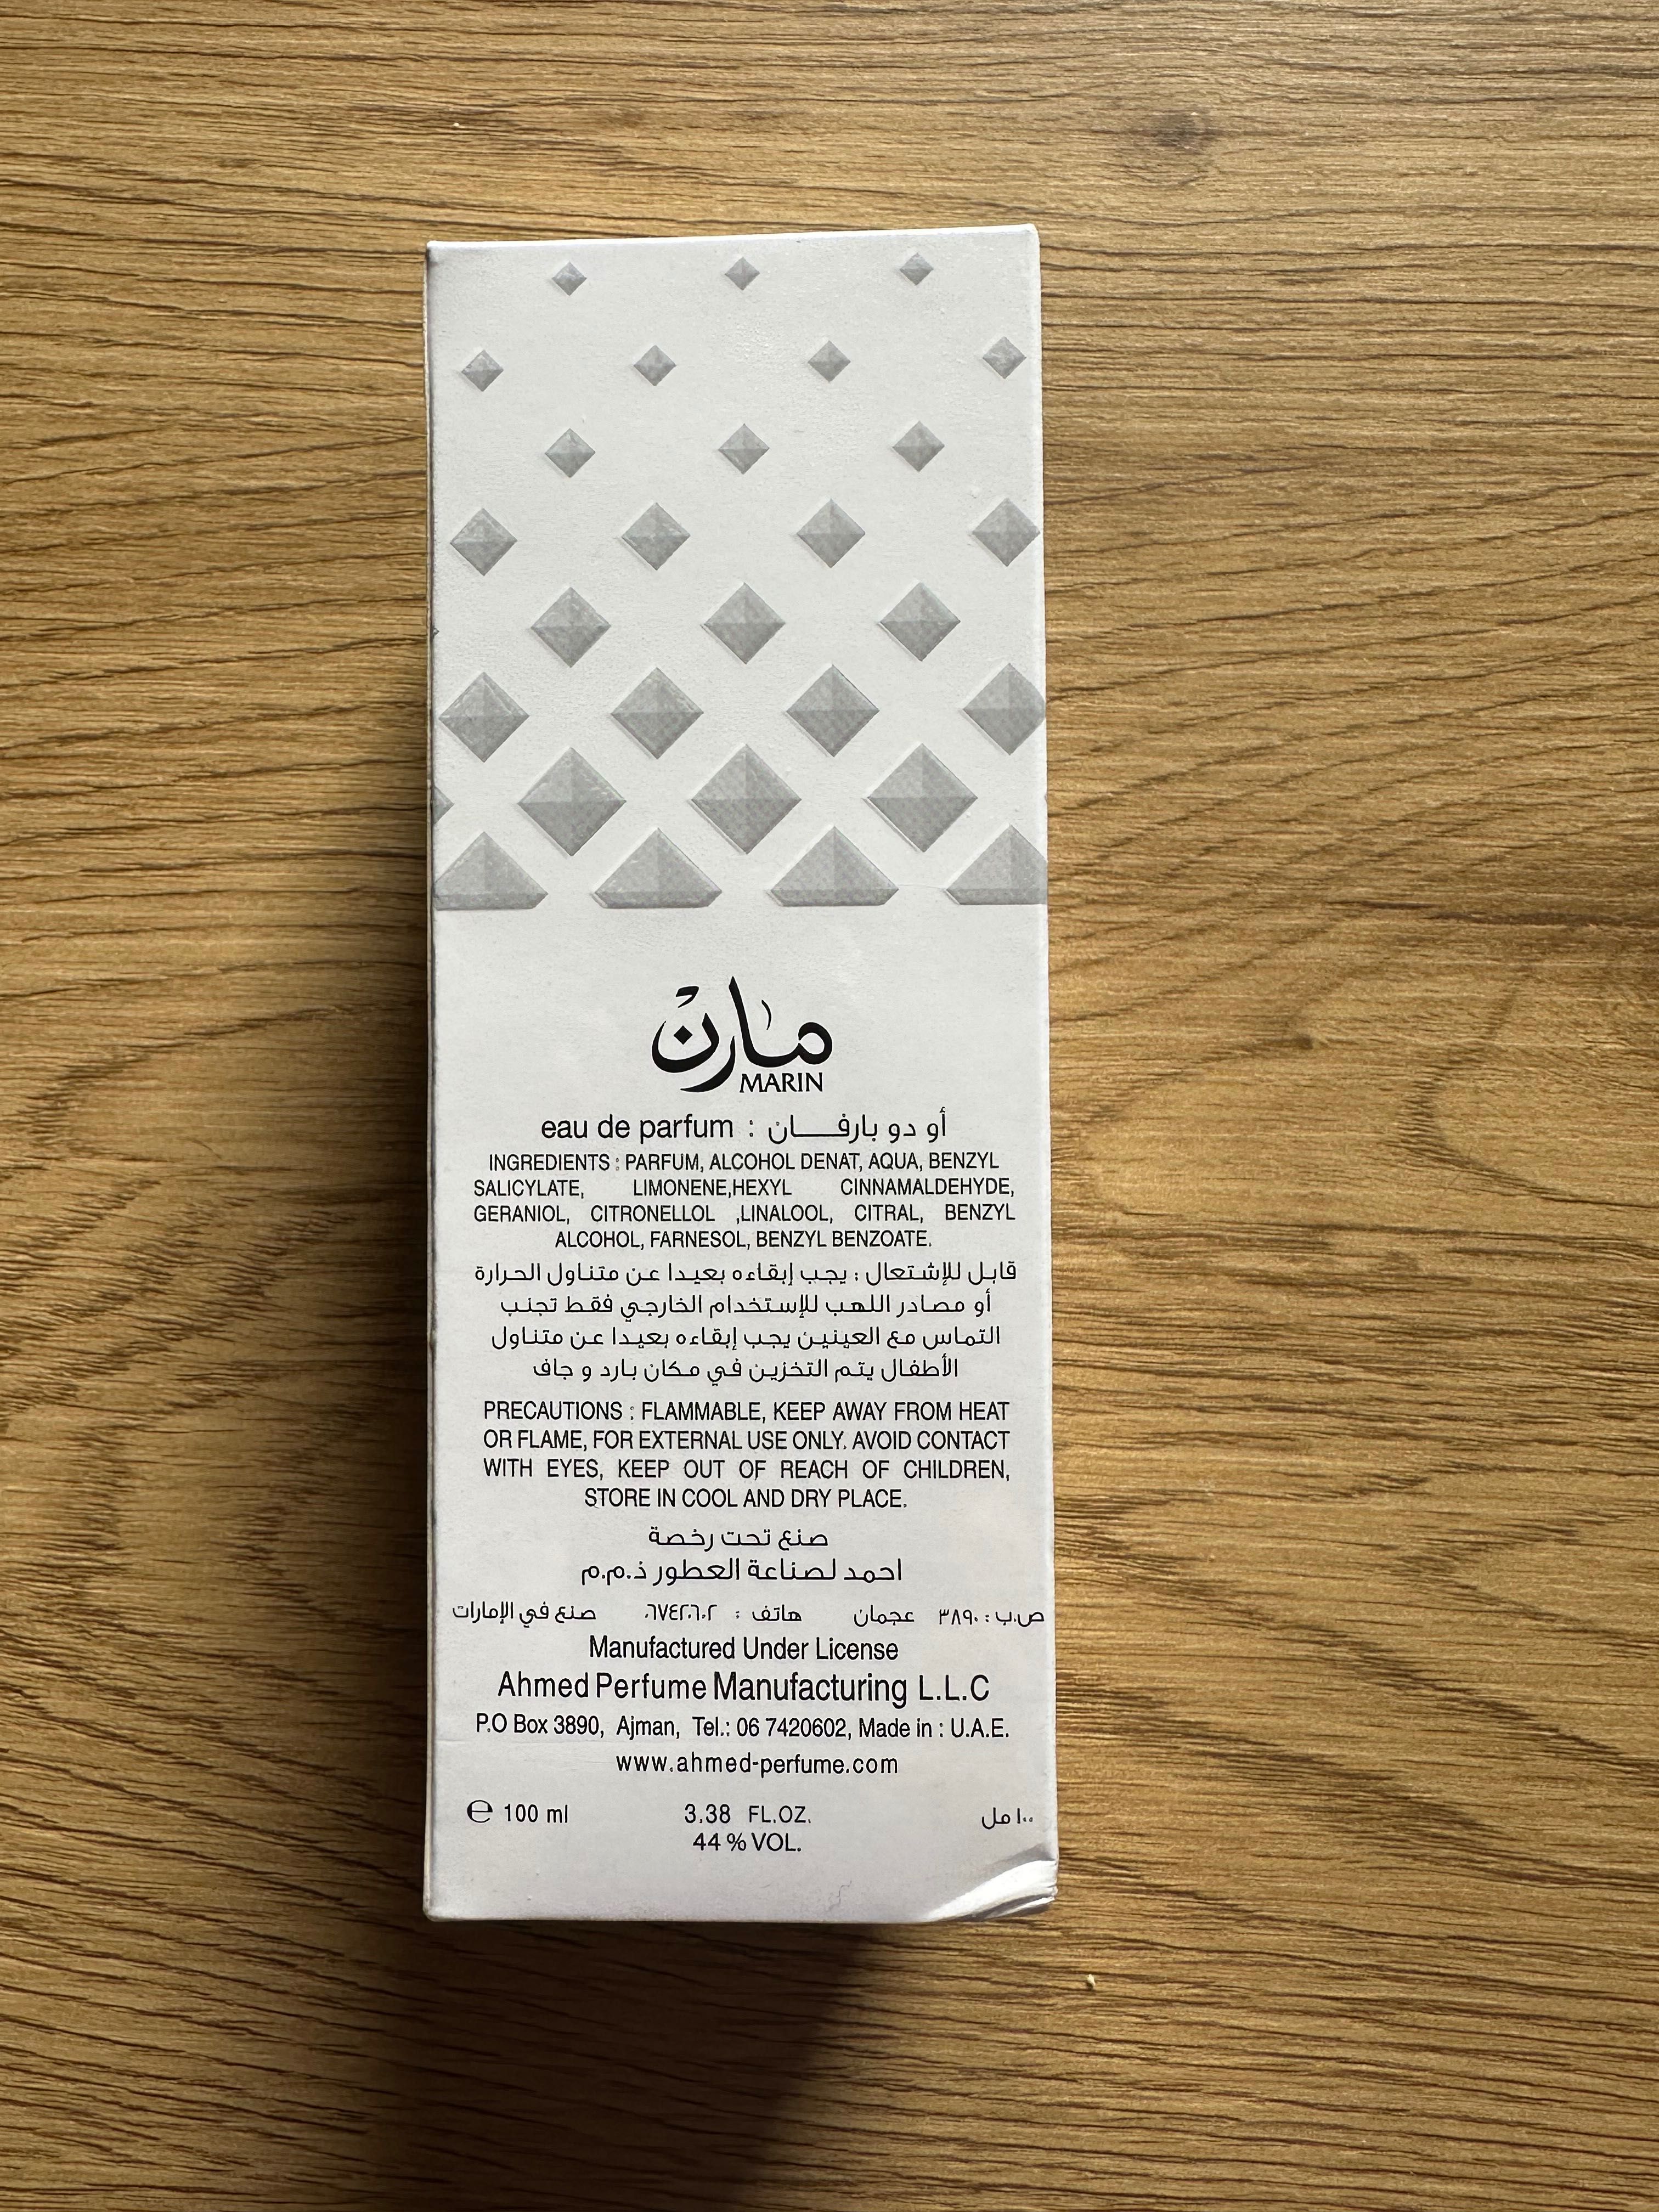 مارن
MARIN
eau de parfum : أو دو بارفـــان
INGREDIENTS : PARFUM, ALCOHOL DENAT, AQUA, BENZYL
SALICYLATE, LIMONENE,HEXYL CINNAMALDEHYDE,
GERANIOL, CITRONELLOL ,LINALOOL, CITRAL, BENZYL
ALCOHOL, FARNESOL, BENZYL BENZOATE.
قابل للإشتعال : يجب إبقاءه بعيدا عن متناول الحرارة
أو مصادر اللهب للإستخدام الخارجي فقط تجنب
التماس مع العينين يجب إبقاءه بعيدا عن متناول
الأطفال يتم التخزين في مكان بارد و جاف
PRECAUTIONS : FLAMMABLE, KEEP AWAY FROM HEAT
OR FLAME, FOR EXTERNAL USE ONLY. AVOID CONTACT
WITH EYES, KEEP OUT OF REACH OF CHILDREN,
STORE IN COOL AND DRY PLACE.
صنع تحت رخصة
احمد لصناعة العطور ذ.م.م
ص.ب : ٣٨٩٠ عجمان هاتف : ٠٦٧٤٢٠٦٠٢ صنع في الإمارات
Manufactured Under License
Ahmed Perfume Manufacturing L.L.C
P.O Box 3890, Ajman, Tel.: 06 7420602, Made in : U.A.E.
www.ahmed-perfume.com
℮ 100 ml 3.38 FL.OZ. ١٠٠ مل
44 % VOL.